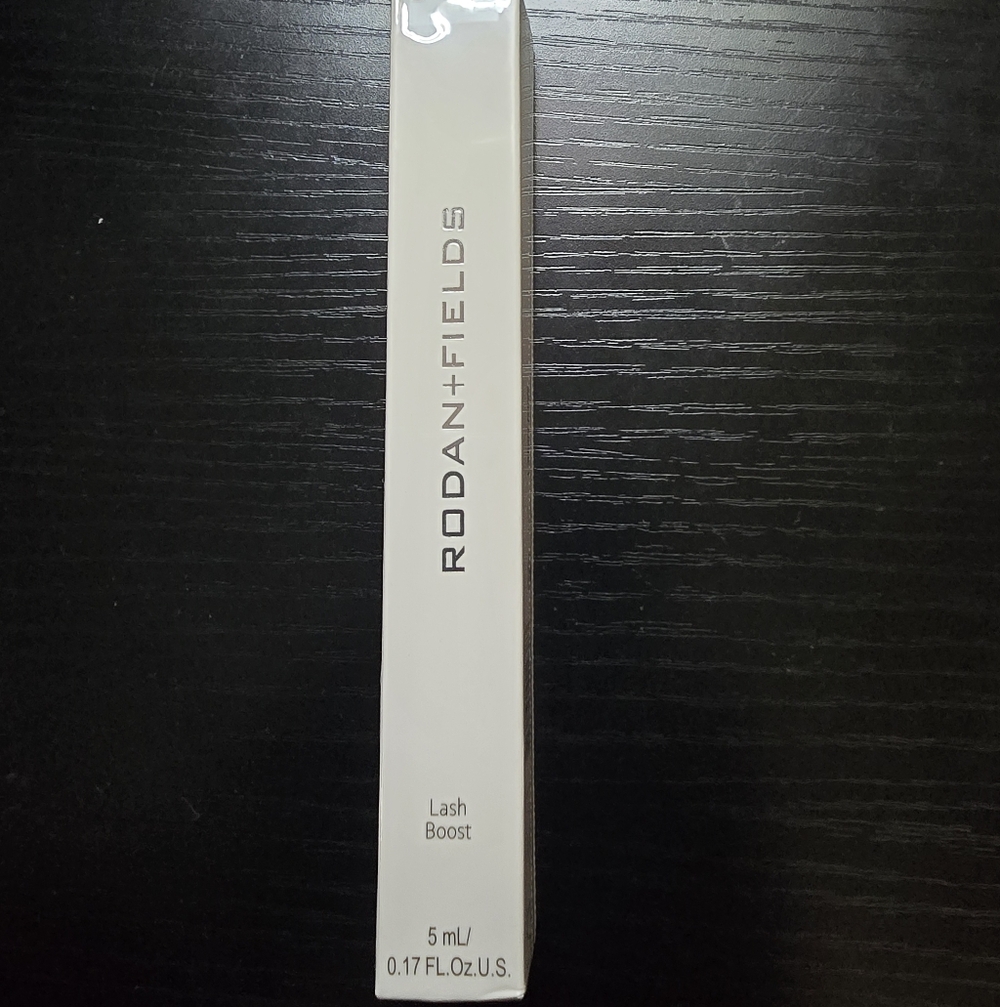 RODAN+FIELDS
Lash
Boost
5 mL/
0.17 FL.Oz.U.S.